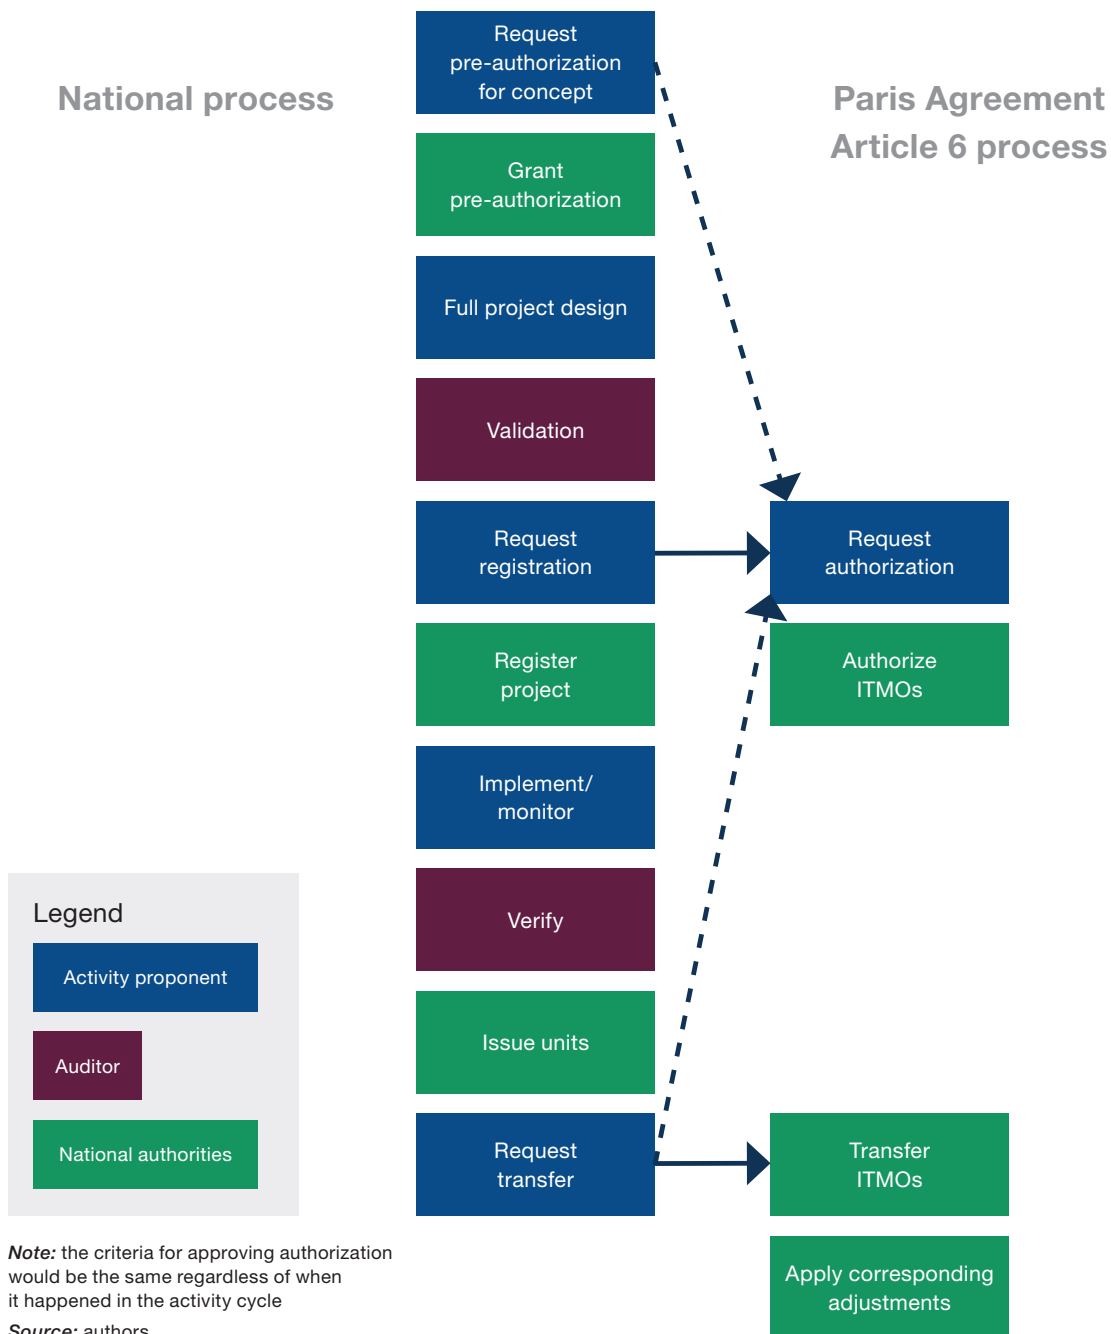 National process
Paris Agreement
Article 6 process
Request
pre-authorization
for concept
Grant
pre-authorization
Full project design
Validation
Request
registration
Request
authorization
Register
project
Authorize
ITMOs
Implement/
monitor
Verify
Issue units
Request
transfer
Transfer
ITMOs
Apply corresponding
adjustments
Legend
Activity proponent
Auditor
National authorities
Note: the criteria for approving authorization
would be the same regardless of when
it happened in the activity cycle
Source: authors